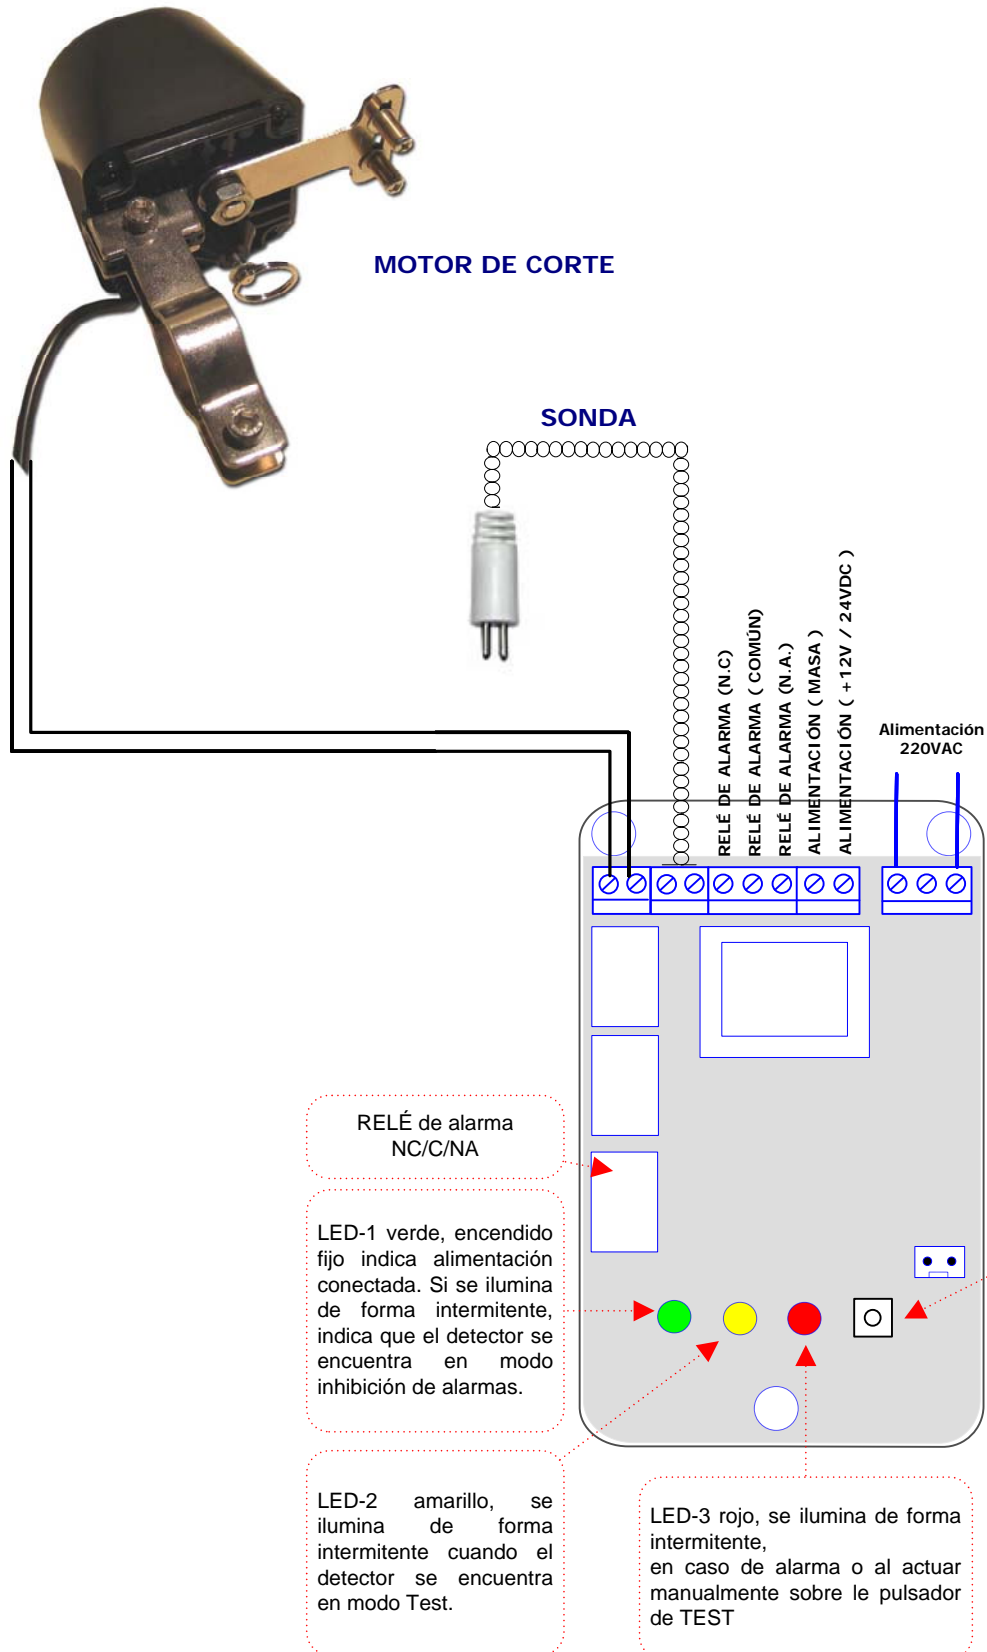 MOTOR DE CORTE
SONDA
RELÉ DE ALARMA (N.C)
RELÉ DE ALARMA ( COMÚN)
RELÉ DE ALARMA (N.A.)
ALIMENTACIÓN ( MASA )
ALIMENTACIÓN ( +12V / 24VDC )
Alimentación
220VAC
RELÉ de alarma
NC/C/NA
LED-1 verde, encendido
fijo indica alimentación
conectada. Si se ilumina
de forma intermitente,
indica que el detector se
encuentra en modo
inhibición de alarmas.
LED-2 amarillo, se
ilumina de forma
intermitente cuando el
detector se encuentra
en modo Test.
LED-3 rojo, se ilumina de forma
intermitente,
en caso de alarma o al actuar
manualmente sobre le pulsador
de TEST